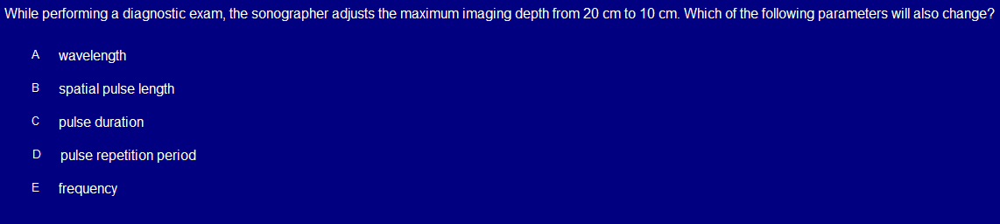 While performing a diagnostic exam, the sonographer adjusts the maximum imaging depth from 20 cm to 10 cm. Which of the following parameters will also change?
A wavelength
B spatial pulse length
C pulse duration
D pulse repetition period
E frequency